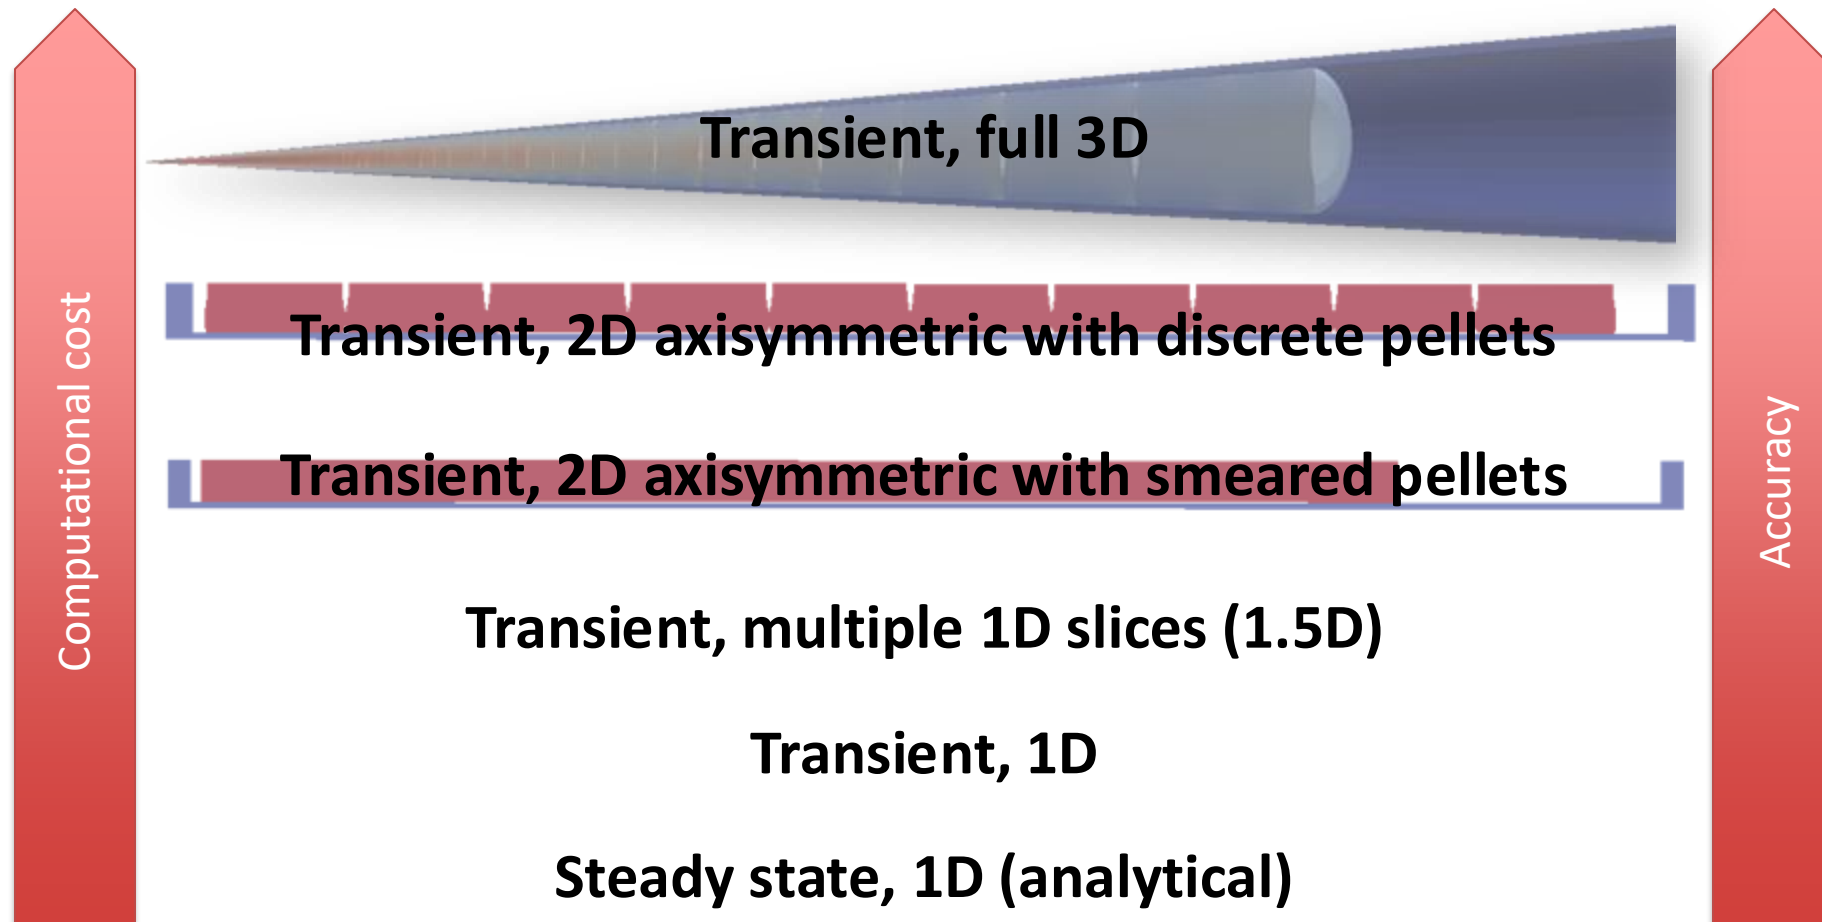 Computational cost
Transient, full 3D
Transient, 2D axisymmetric with discrete pellets
Transient, 2D axisymmetric with smeared pellets
Transient, multiple 1D slices (1.5D)
Transient, 1D
Steady state, 1D (analytical)
Accuracy